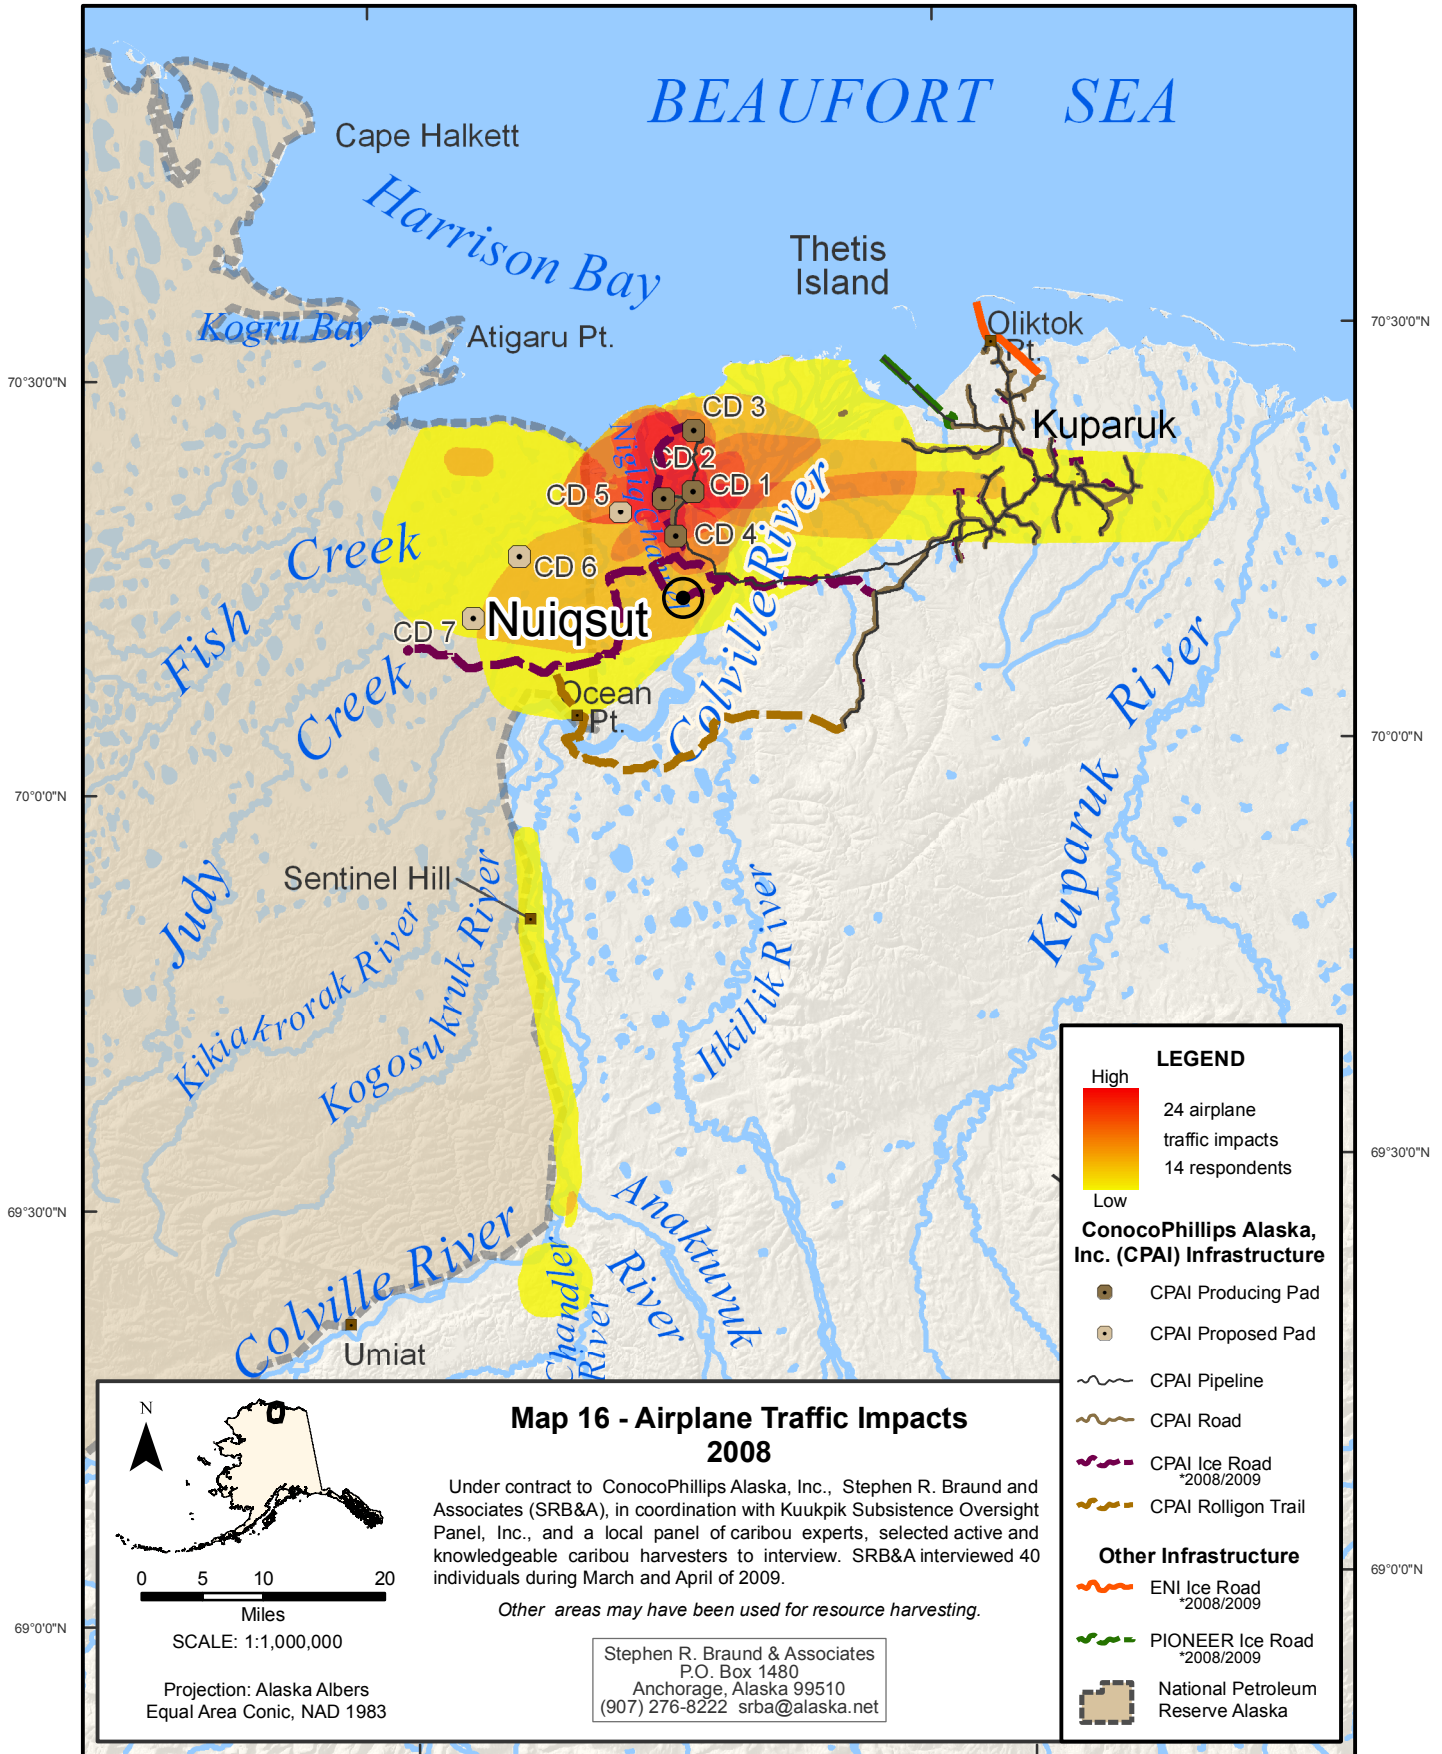 BEAUFORT SEA
Cape Halkett
Harrison Bay
Thetis
Island
Kogru Bay
Atigaru Pt.
Oliktok
Pt.
70°30'0"N
70°30'0"N
CD 3
Kuparuk
Nigliq Channel
CD 2
CD 1
CD 5
CD 4
Colville River
Fish Creek
CD 6
Nuiqsut
CD 7
Judy Creek
Ocean
Pt.
Kuparuk River
70°0'0"N
70°0'0"N
Sentinel Hill
Kikiakrorak River
Kogosukruk River
Itkillik River
69°30'0"N
69°30'0"N
Anaktuvuk River
Chandler River
Colville River
Umiat
LEGEND
High
24 airplane
traffic impacts
14 respondents
Low
ConocoPhillips Alaska,
Inc. (CPAI) Infrastructure
CPAI Producing Pad
CPAI Proposed Pad
CPAI Pipeline
CPAI Road
CPAI Ice Road
*2008/2009
CPAI Rolligon Trail
Other Infrastructure
ENI Ice Road
*2008/2009
PIONEER Ice Road
*2008/2009
National Petroleum
Reserve Alaska
69°0'0"N
69°0'0"N
N
0 5 10 20
Miles
SCALE: 1:1,000,000
Projection: Alaska Albers
Equal Area Conic, NAD 1983
Map 16 - Airplane Traffic Impacts
2008
Under contract to ConocoPhillips Alaska, Inc., Stephen R. Braund and
Associates (SRB&A), in coordination with Kuukpik Subsistence Oversight
Panel, Inc., and a local panel of caribou experts, selected active and
knowledgeable caribou harvesters to interview. SRB&A interviewed 40
individuals during March and April of 2009.
Other areas may have been used for resource harvesting.
Stephen R. Braund & Associates
P.O. Box 1480
Anchorage, Alaska 99510
(907) 276-8222 srba@alaska.net